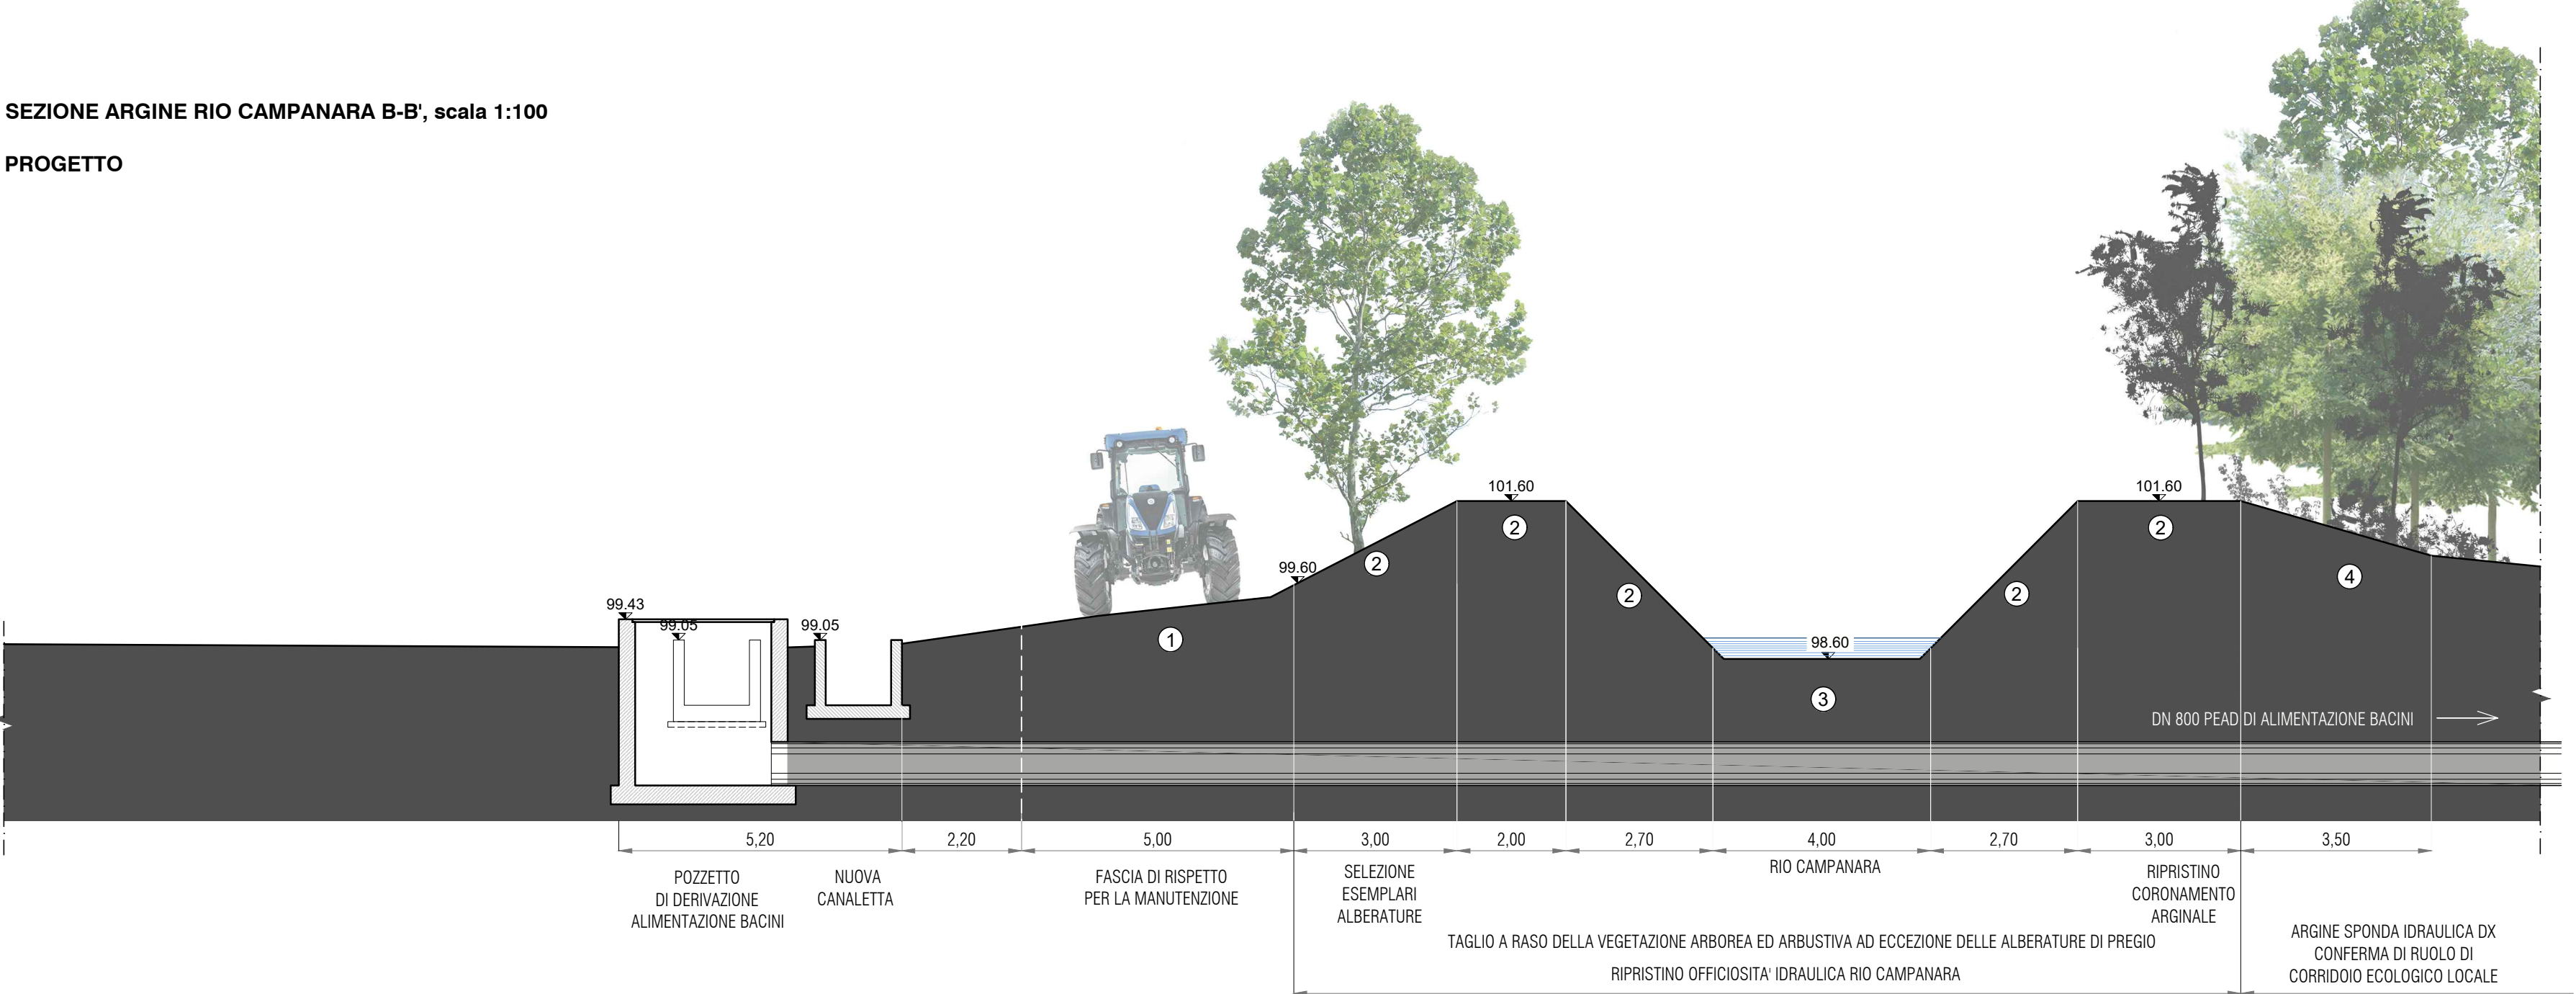 SEZIONE ARGINE RIO CAMPANARA B-B', scala 1:100
PROGETTO
101.60
101.60
99.60
99.43
99.05
99.05
98.60
2
2
2
2
2
4
1
3
DN 800 PEAD DI ALIMENTAZIONE BACINI
5,20
2,20
5,00
3,00
2,00
2,70
4,00
2,70
3,00
3,50
POZZETTO
DI DERIVAZIONE
ALIMENTAZIONE BACINI
NUOVA
CANALETTA
FASCIA DI RISPETTO
PER LA MANUTENZIONE
SELEZIONE
ESEMPLARI
ALBERATURE
RIO CAMPANARA
RIPRISTINO
CORONAMENTO
ARGINALE
TAGLIO A RASO DELLA VEGETAZIONE ARBOREA ED ARBUSTIVA AD ECCEZIONE DELLE ALBERATURE DI PREGIO
RIPRISTINO OFFICIOSITA' IDRAULICA RIO CAMPANARA
ARGINE SPONDA IDRAULICA DX
CONFERMA DI RUOLO DI
CORRIDOIO ECOLOGICO LOCALE